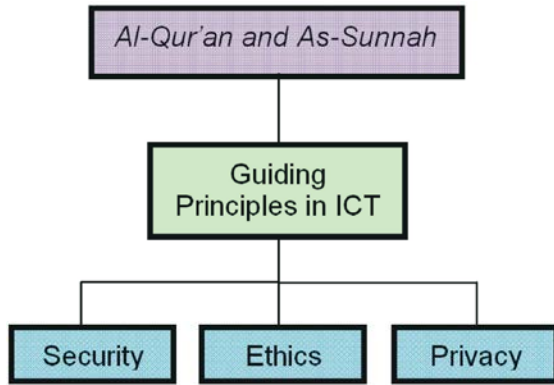 Al-Qur'an and As-Sunnah
Guiding
Principles in ICT
Security
Ethics
Privacy